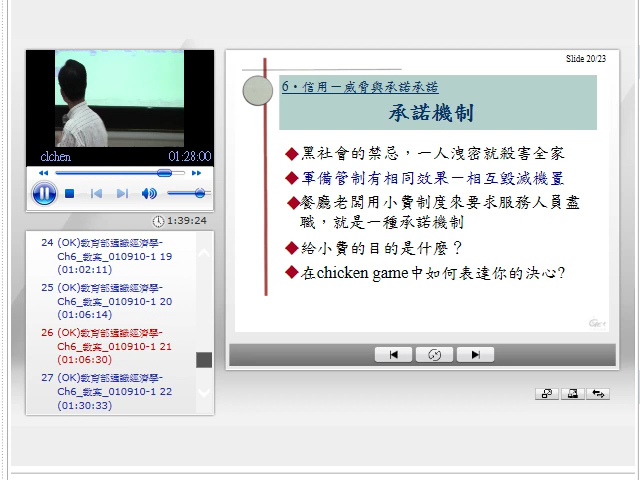 Slide 20/23
6‧信用－威脅與承諾承諾
承諾機制
黑社會的禁忌，一人洩密就殺害全家
軍備管制有相同效果－相互毀滅機置
餐廳老闆用小費制度來要求服務人員盡
職，就是一種承諾機制
給小費的目的是什麼？
在chicken game中如何表達你的決心?
clchen
01:28:00
1:39:24
24 (OK)教育部通識經濟學-
Ch6_教案_010910-1 19
(01:02:11)
25 (OK)教育部通識經濟學-
Ch6_教案_010910-1 20
(01:06:14)
26 (OK)教育部通識經濟學-
Ch6_教案_010910-1 21
(01:06:30)
27 (OK)教育部通識經濟學-
Ch6_教案_010910-1 22
(01:30:33)